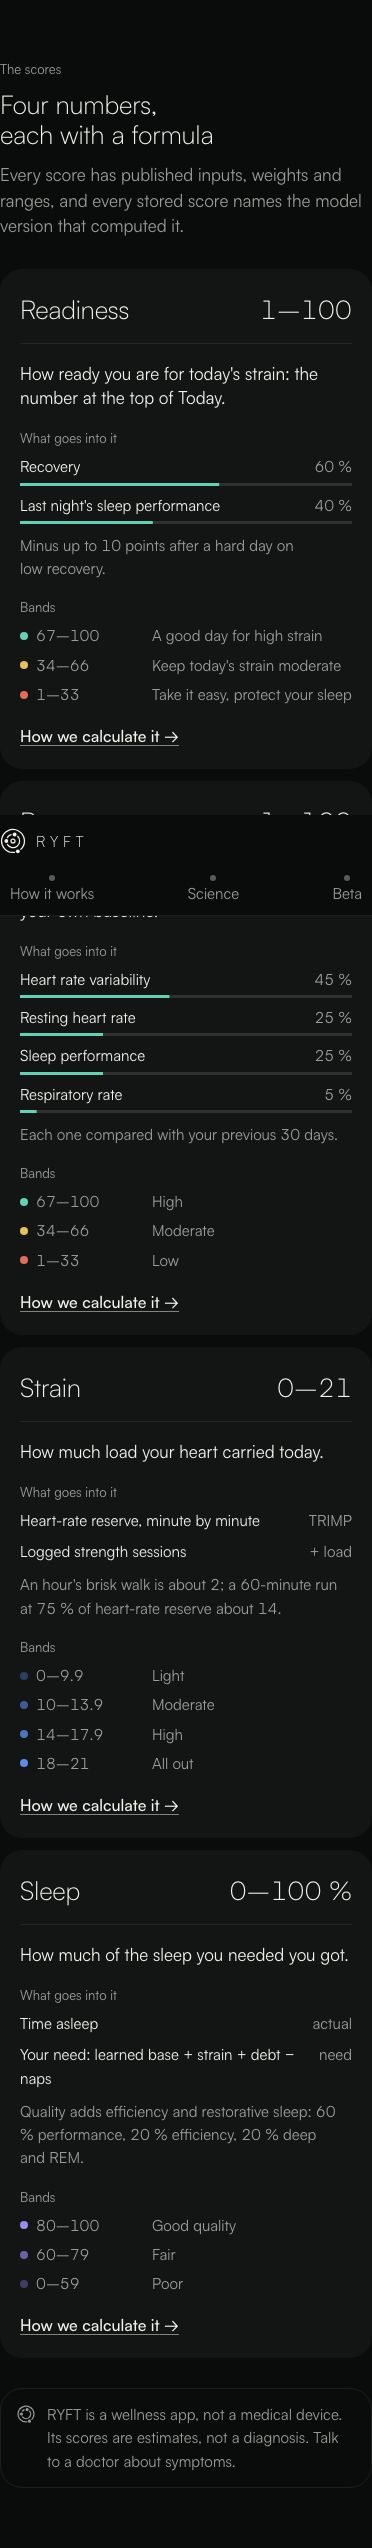 The scores
Four numbers,
each with a formula
Every score has published inputs, weights and
ranges, and every stored score names the model
version that computed it.
Readiness 1—100
How ready you are for today's strain: the
number at the top of Today.
What goes into it
Recovery 60 %
Last night's sleep performance 40 %
Minus up to 10 points after a hard day on
low recovery.
Bands
67—100 A good day for high strain
34—66 Keep today's strain moderate
1—33 Take it easy, protect your sleep
How we calculate it →
RYFT
How it works Science Beta
your own baseline.
What goes into it
Heart rate variability 45 %
Resting heart rate 25 %
Sleep performance 25 %
Respiratory rate 5 %
Each one compared with your previous 30 days.
Bands
67—100 High
34—66 Moderate
1—33 Low
How we calculate it →
Strain 0—21
How much load your heart carried today.
What goes into it
Heart-rate reserve, minute by minute TRIMP
Logged strength sessions + load
An hour's brisk walk is about 2; a 60-minute run
at 75 % of heart-rate reserve about 14.
Bands
0—9.9 Light
10—13.9 Moderate
14—17.9 High
18—21 All out
How we calculate it →
Sleep 0—100 %
How much of the sleep you needed you got.
What goes into it
Time asleep actual
Your need: learned base + strain + debt − need
naps
Quality adds efficiency and restorative sleep: 60
% performance, 20 % efficiency, 20 % deep
and REM.
Bands
80—100 Good quality
60—79 Fair
0—59 Poor
How we calculate it →
RYFT is a wellness app, not a medical device.
Its scores are estimates, not a diagnosis. Talk
to a doctor about symptoms.